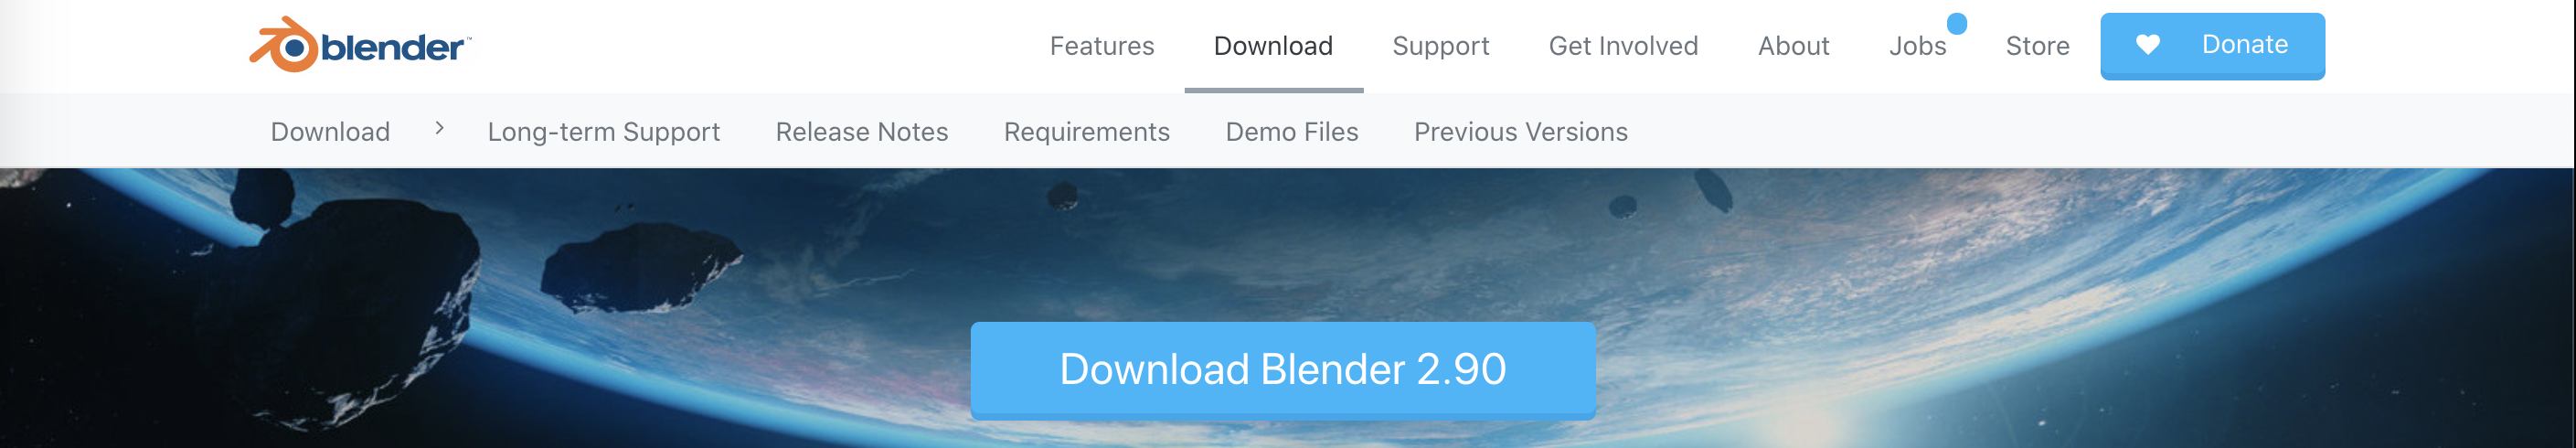 blender™ Features Download Support Get Involved About Jobs Store Donate
Download > Long-term Support Release Notes Requirements Demo Files Previous Versions
Download Blender 2.90